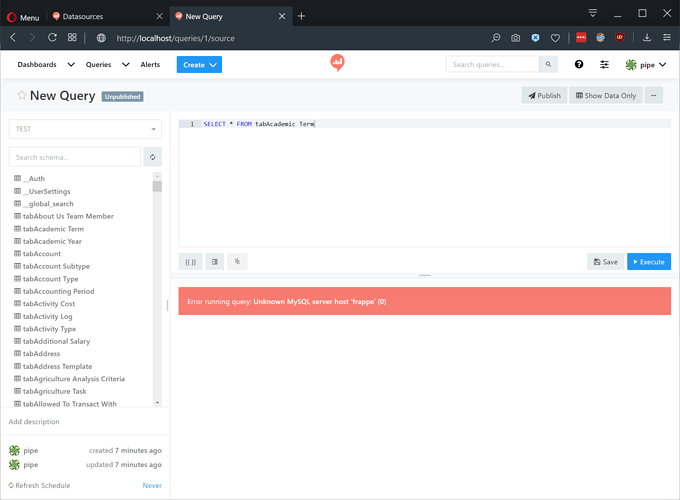 Menu
Datasources
New Query
http://localhost/queries/1/source
UD
Dashboards
Queries
Alerts
Create
Search queries...
pipe
New Query
Unpublished
Publish
Show Data Only
TEST
Search schema...
__Auth
__UserSettings
__global_search
tabAbout Us Team Member
tabAcademic Term
tabAcademic Year
tabAccount
tabAccount Subtype
tabAccount Type
tabAccounting Period
tabActivity Cost
tabActivity Log
tabActivity Type
tabAdditional Salary
tabAddress
tabAddress Template
tabAgriculture Analysis Criteria
tabAgriculture Task
tabAllowed To Transact With
Add description
pipe created 7 minutes ago
pipe updated 7 minutes ago
Refresh Schedule Never
1 SELECT * FROM tabAcademic Term
{{ }}
Save
Execute
Error running query: Unknown MySQL server host 'frappe' (0)